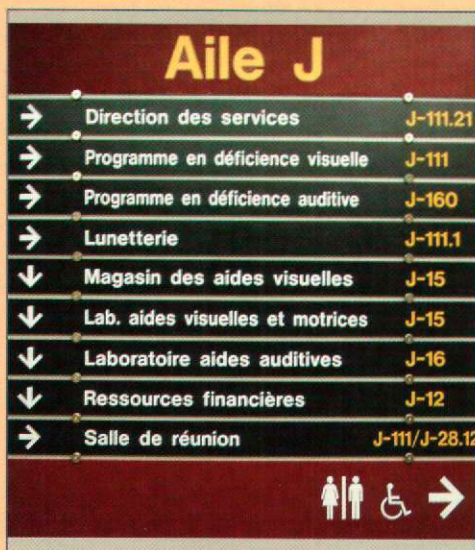 Aile J
→ Direction des services J-111.21
→ Programme en déficience visuelle J-111
→ Programme en déficience auditive J-160
→ Lunetterie J-111.1
↓ Magasin des aides visuelles J-15
↓ Lab. aides visuelles et motrices J-15
↓ Laboratoire aides auditives J-16
↓ Ressources financières J-12
→ Salle de réunion J-111/J-28.12
→